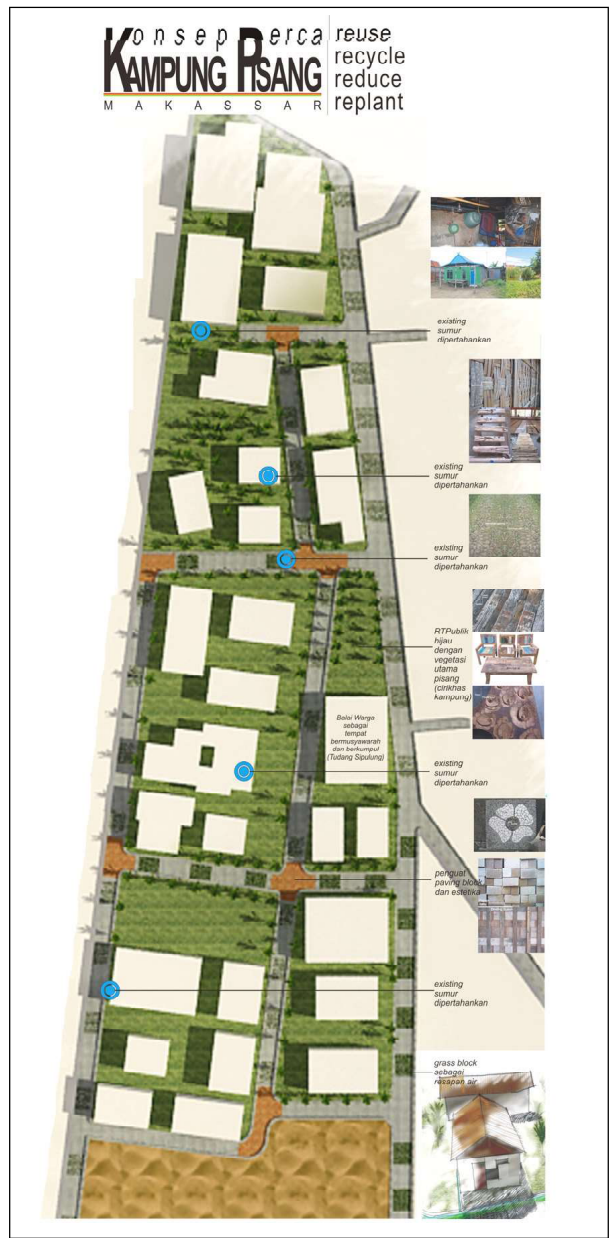 Konsep Perca
KAMPUNG PISANG
MAKASSAR
reuse
recycle
reduce
replant
existing
sumur
dipertahankan
existing
sumur
dipertahankan
existing
sumur
dipertahankan
RTPublik
hijau
dengan
vegetasi
utama
pisang
(cirikhas
kampung)
Balai Warga
sebagai
tempat
bermusyawarah
dan berkumpul
(Tudang Sipulung)
existing
sumur
dipertahankan
penguat
paving block
dan estetika
existing
sumur
dipertahankan
grass block
sebagai
resapan air